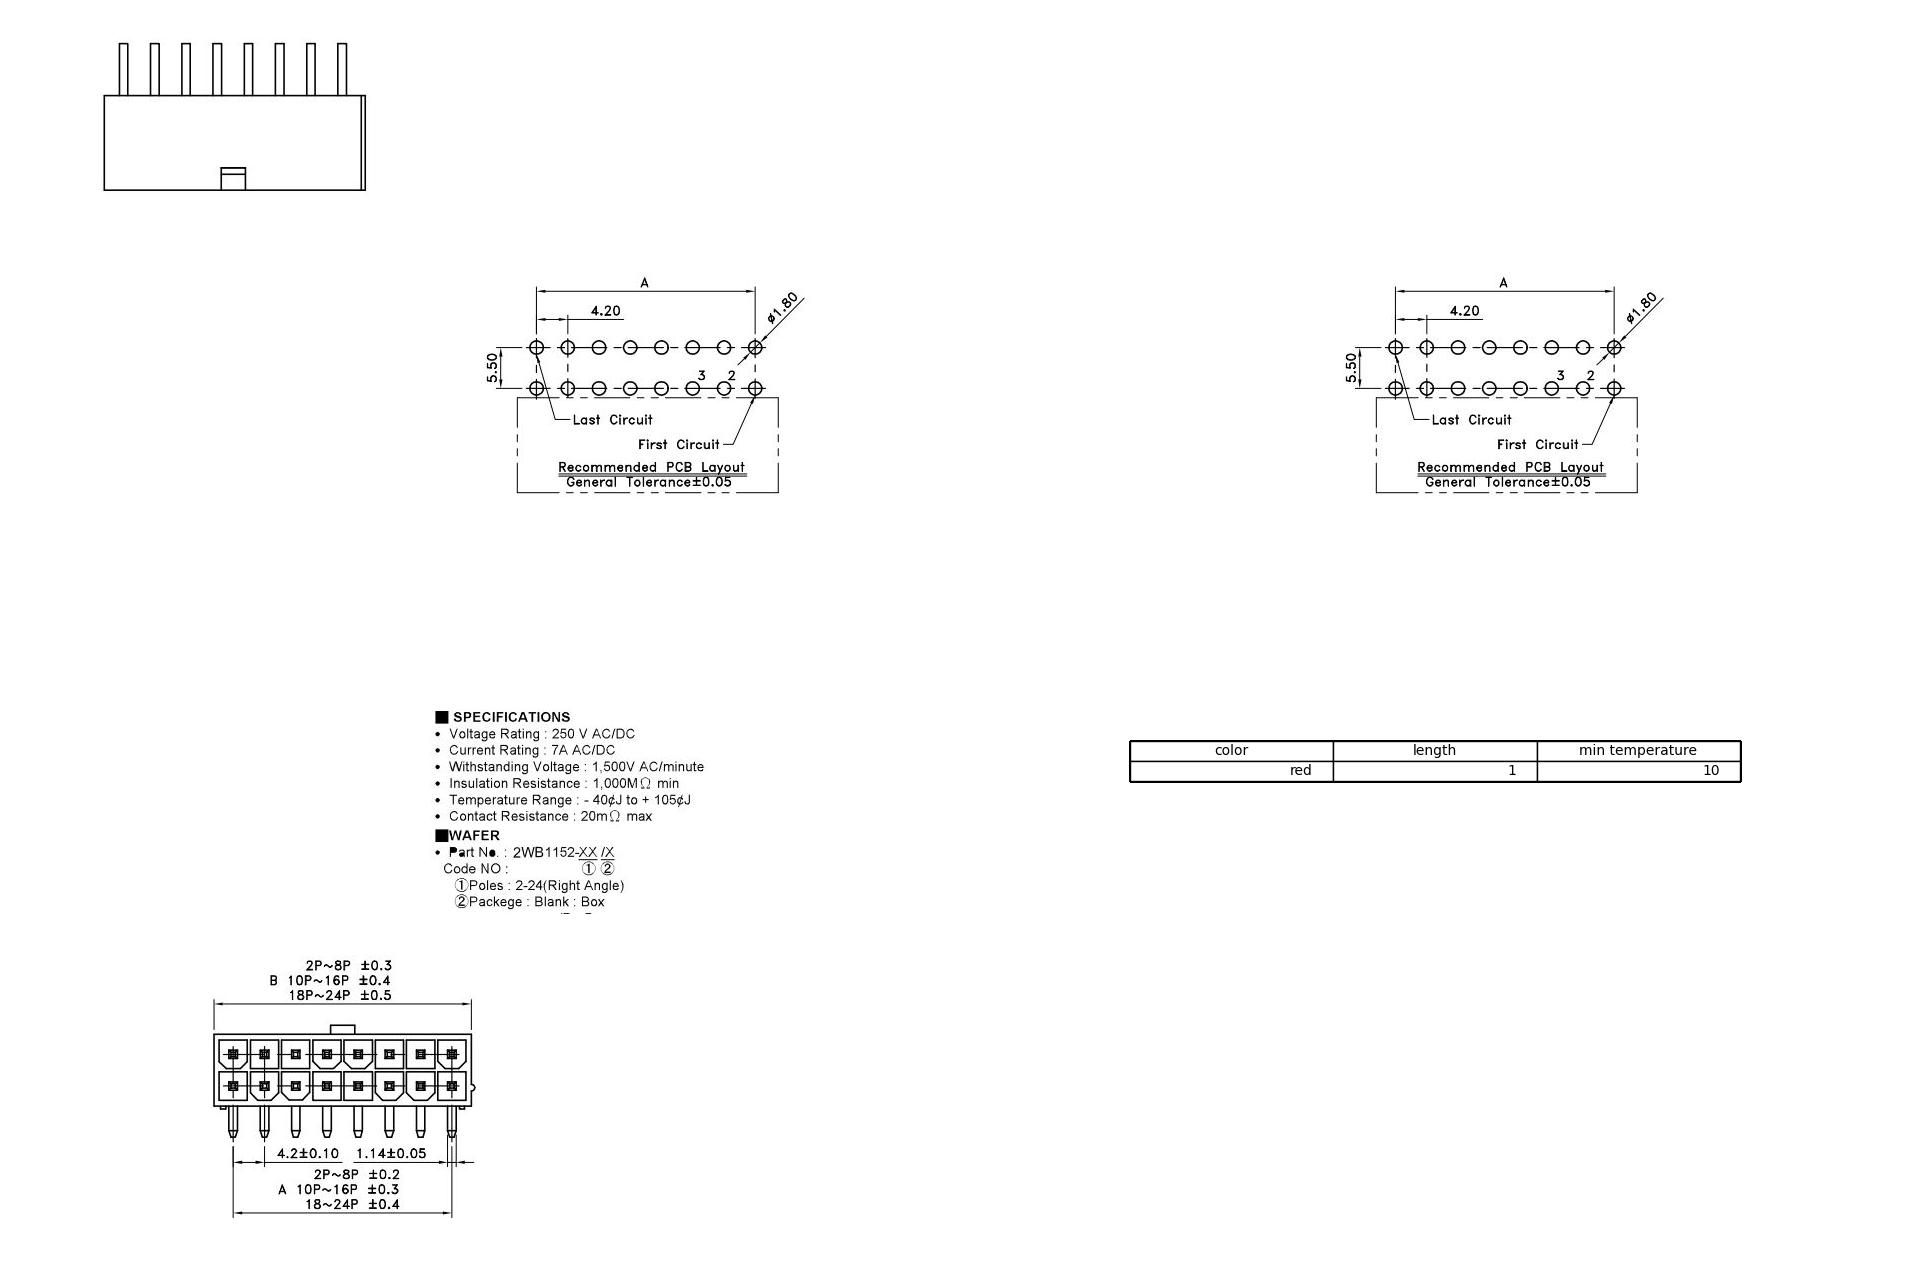 A
4.20
ø1.80
5.50
3 2
Last Circuit
First Circuit
Recommended PCB Layout
General Tolerance±0.05
A
4.20
ø1.80
5.50
3 2
Last Circuit
First Circuit
Recommended PCB Layout
General Tolerance±0.05
■ SPECIFICATIONS
• Voltage Rating : 250 V AC/DC
• Current Rating : 7A AC/DC
• Withstanding Voltage : 1,500V AC/minute
• Insulation Resistance : 1,000MΩ min
• Temperature Range : - 40¢J to + 105¢J
• Contact Resistance : 20mΩ max
■WAFER
• Part No. : 2WB1152-XX /X
Code NO : ① ②
①Poles : 2-24(Right Angle)
②Packege : Blank : Box
color length min temperature
red 1 10
2P~8P ±0.3
B 10P~16P ±0.4
18P~24P ±0.5
4.2±0.10 1.14±0.05
2P~8P ±0.2
A 10P~16P ±0.3
18~24P ±0.4